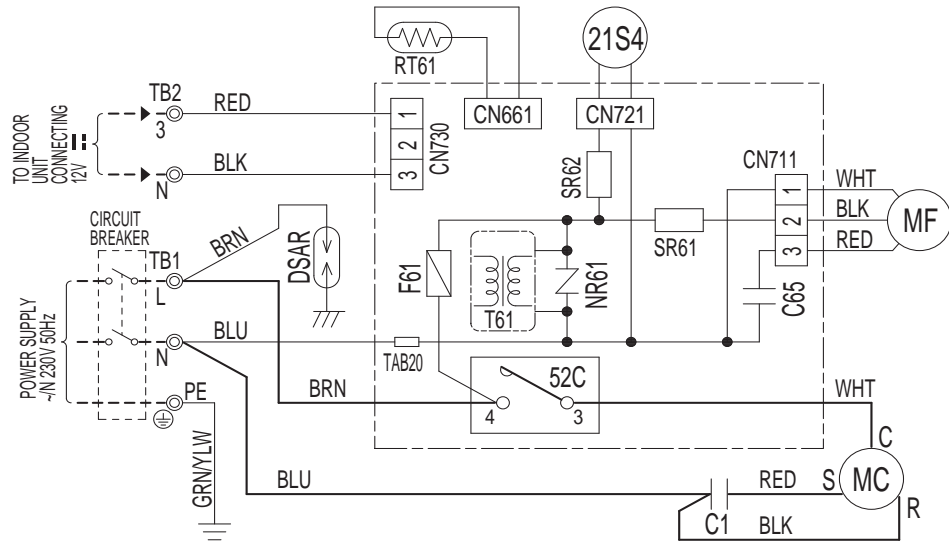 21S4
RT61
TB2
3
RED
CN661
CN721
1
2
3
CN730
TO INDOOR
UNIT
CONNECTING
12V
N
BLK
SR62
CN711
1
2
3
WHT
BLK
RED
MF
CIRCUIT
BREAKER
TB1
L
BRN
DSAR
F61
SR61
T61
NR61
C65
POWER SUPPLY
~/N 230V 50Hz
N
BLU
TAB20
PE
BRN
52C
4
3
WHT
GRN/YLW
BLU
C1
RED
BLK
C
S
MC
R